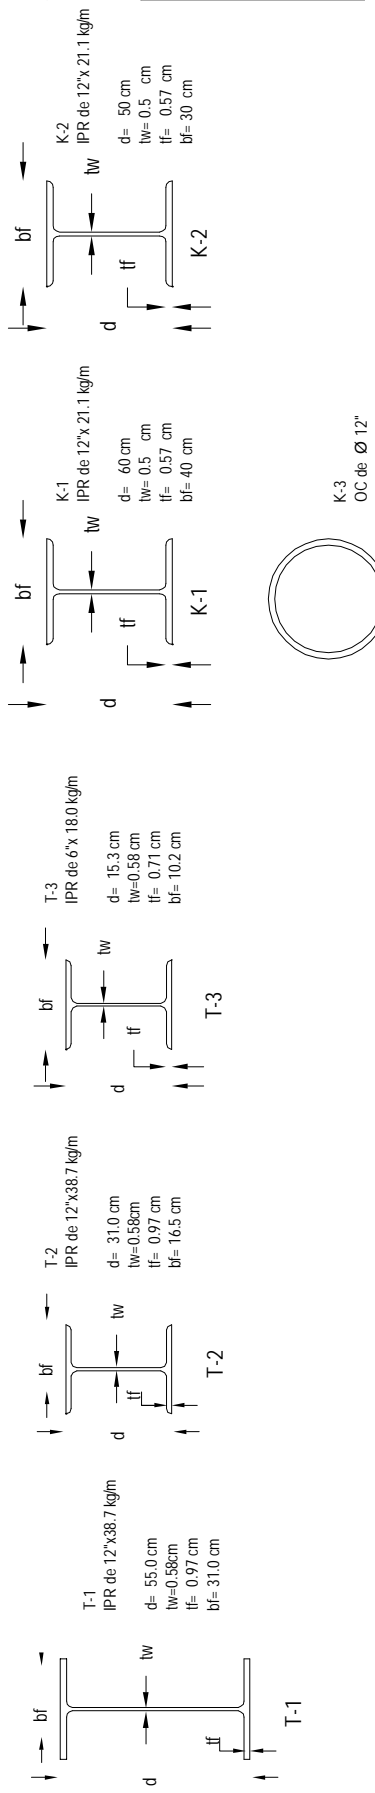 bf
d
tw
tf
T-1
T-1
IPR de 12"x38.7 kg/m
d= 55.0 cm
tw=0.58cm
tf= 0.97 cm
bf= 31.0 cm
bf
d
tw
tf
T-2
T-2
IPR de 12"x38.7 kg/m
d= 31.0 cm
tw=0.58cm
tf= 0.97 cm
bf= 16.5 cm
bf
d
tw
tf
T-3
T-3
IPR de 6"x 18.0 kg/m
d= 15.3 cm
tw=0.58 cm
tf= 0.71 cm
bf= 10.2 cm
bf
d
tw
tf
K-1
K-1
IPR de 12"x 21.1 kg/m
d= 60 cm
tw= 0.5 cm
tf= 0.57 cm
bf= 40 cm
bf
d
tw
tf
K-2
K-2
IPR de 12"x 21.1 kg/m
d= 50 cm
tw= 0.5 cm
tf= 0.57 cm
bf= 30 cm
K-3
OC de Ø 12"